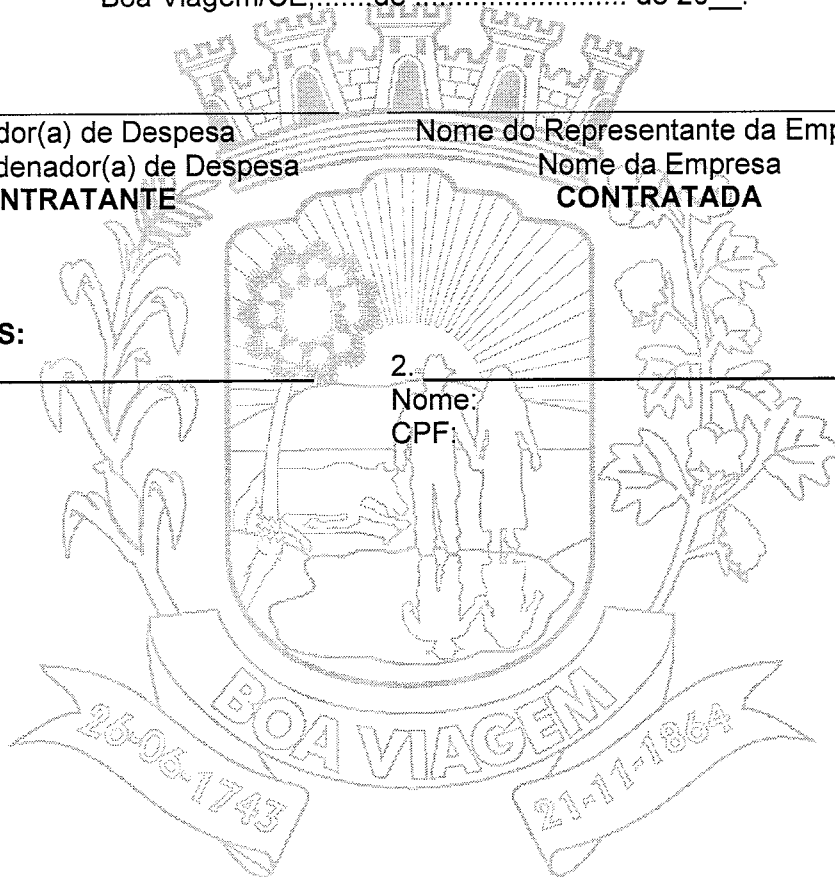 Boa Viagem/CE,.......de .......................... de 20__.
dor(a) de Despesa
denador(a) de Despesa
NTRATANTE
Nome do Representante da Emp
Nome da Empresa
CONTRATADA
S:
2.
Nome:
CPF:
BOA VIAGEM
26-06-1743
21-11-1864